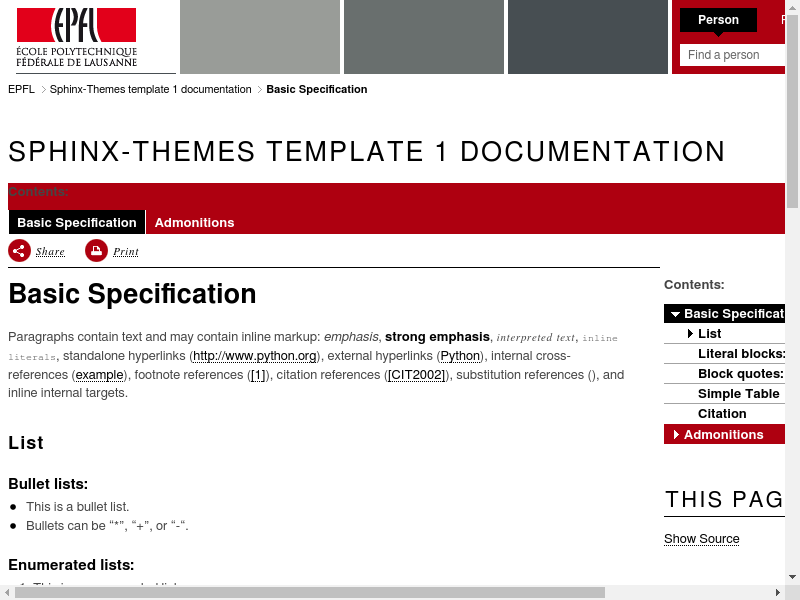 EPFL
ÉCOLE POLYTECHNIQUE
FÉDÉRALE DE LAUSANNE
Person
Find a person
EPFL Sphinx-Themes template 1 documentation Basic Specification
SPHINX-THEMES TEMPLATE 1 DOCUMENTATION
Contents:
Basic Specification Admonitions
Share Print
Basic Specification
Paragraphs contain text and may contain inline markup: emphasis, strong emphasis, interpreted text, inline
literals, standalone hyperlinks (http://www.python.org), external hyperlinks (Python), internal cross-
references (example), footnote references ([1]), citation references ([CIT2002]), substitution references (), and
inline internal targets.
List
Bullet lists:
• This is a bullet list.
• Bullets can be “*”, “+”, or “-“.
Enumerated lists:
Contents:
Basic Specificat
List
Literal blocks:
Block quotes:
Simple Table
Citation
Admonitions
THIS PAG
Show Source